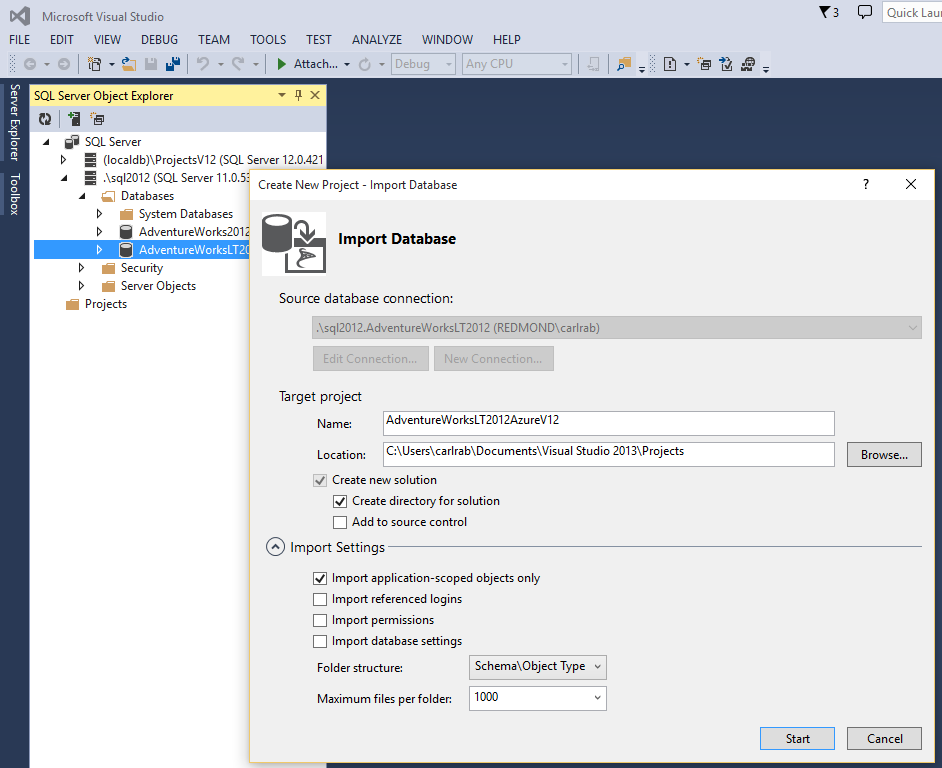 Microsoft Visual Studio
3
Quick Lau
FILE EDIT VIEW DEBUG TEAM TOOLS TEST ANALYZE WINDOW HELP
Attach... Debug Any CPU
Server Explorer
Toolbox
SQL Server Object Explorer
SQL Server
(localdb)\ProjectsV12 (SQL Server 12.0.421
.\sql2012 (SQL Server 11.0.53
Databases
System Databases
AdventureWorks2012
AdventureWorksLT20
Security
Server Objects
Projects
Create New Project - Import Database
?
Import Database
Source database connection:
.\sql2012.AdventureWorksLT2012 (REDMOND\carlrab)
Edit Connection... New Connection...
Target project
Name: AdventureWorksLT2012AzureV12
Location: C:\Users\carlrab\Documents\Visual Studio 2013\Projects Browse...
Create new solution
Create directory for solution
Add to source control
Import Settings
Import application-scoped objects only
Import referenced logins
Import permissions
Import database settings
Folder structure: Schema\Object Type
Maximum files per folder: 1000
Start Cancel